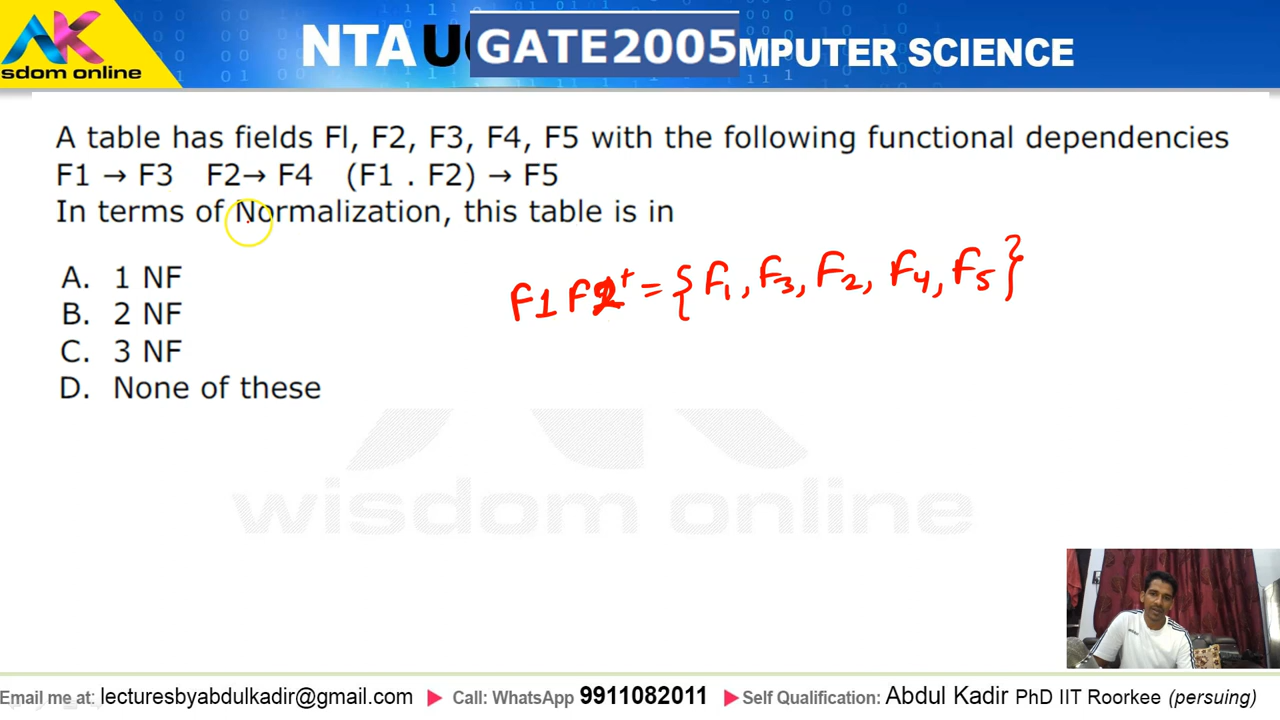 AK
sdom online
NTA U
GATE2005
MPUTER SCIENCE
A table has fields Fl, F2, F3, F4, F5 with the following functional dependencies
F1 → F3 F2→ F4 (F1 . F2) → F5
In terms of Normalization, this table is in
A. 1 NF
B. 2 NF
C. 3 NF
D. None of these
F1 F2⁺ = {F₁, F₃, F₂, F₄, F₅}
wisdom online
Email me at: lecturesbyabdulkadir@gmail.com ▶ Call: WhatsApp 9911082011 ▶ Self Qualification: Abdul Kadir PhD IIT Roorkee (persuing)